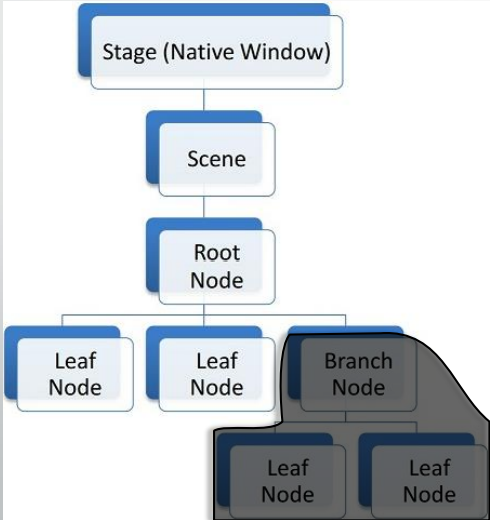 Stage (Native Window)
Scene
Root
Node
Leaf
Node
Leaf
Node
Branch
Node
Leaf
Node
Leaf
Node